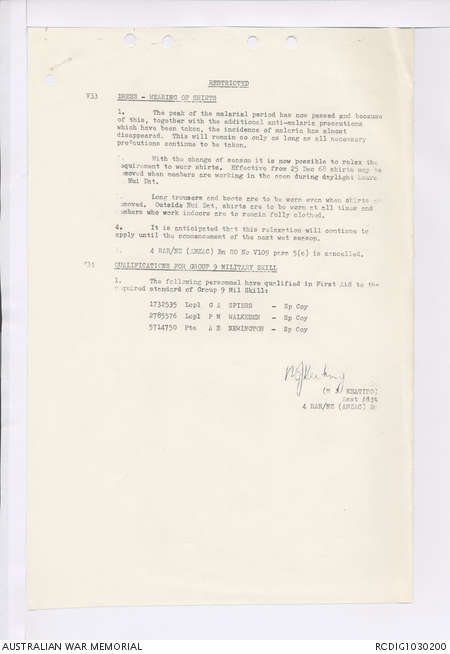 RESTRICTED
V33 DRESS - WEARING OF SHIRTS
1. The peak of the malarial period has now passed and because
of this, together with the additional anti-malaria precautions
which have been taken, the incidence of malaria has almost
disappeared. This will remain so only as long as all necessary
precautions continue to be taken.
With the change of season it is now possible to relax the
requirement to wear shirts. Effective from 25 Dec 68 shirts may be
removed when members are working in the open during daylight hours
Nui Dat.
Long trousers and boots are to be worn even when shirts
removed. Outside Nui Dat, shirts are to be worn at all times and
members who work indoors are to remain fully clothed.
4. It is anticipated that this relaxation will continue to
apply until the commencement of the next wet season.
4 RAR/NZ (ANZAC) Bn RO No V109 para 5(c) is cancelled.
V34 QUALIFICATIONS FOR GROUP 9 MILITARY SKILL
1. The following personnel have qualified in First Aid to the
required standard of Group 9 Mil Skill:
1732535 Lcpl G A SPIERS - Sp Coy
2785576 Lcpl P M WALKEDEN - Sp Coy
5714750 Pte A E NEWINGTON - Sp Coy
(M J KEATING)
Asst Adjt
4 RAR/NZ (ANZAC) Bn
AUSTRALIAN WAR MEMORIAL
RCDIG1030200